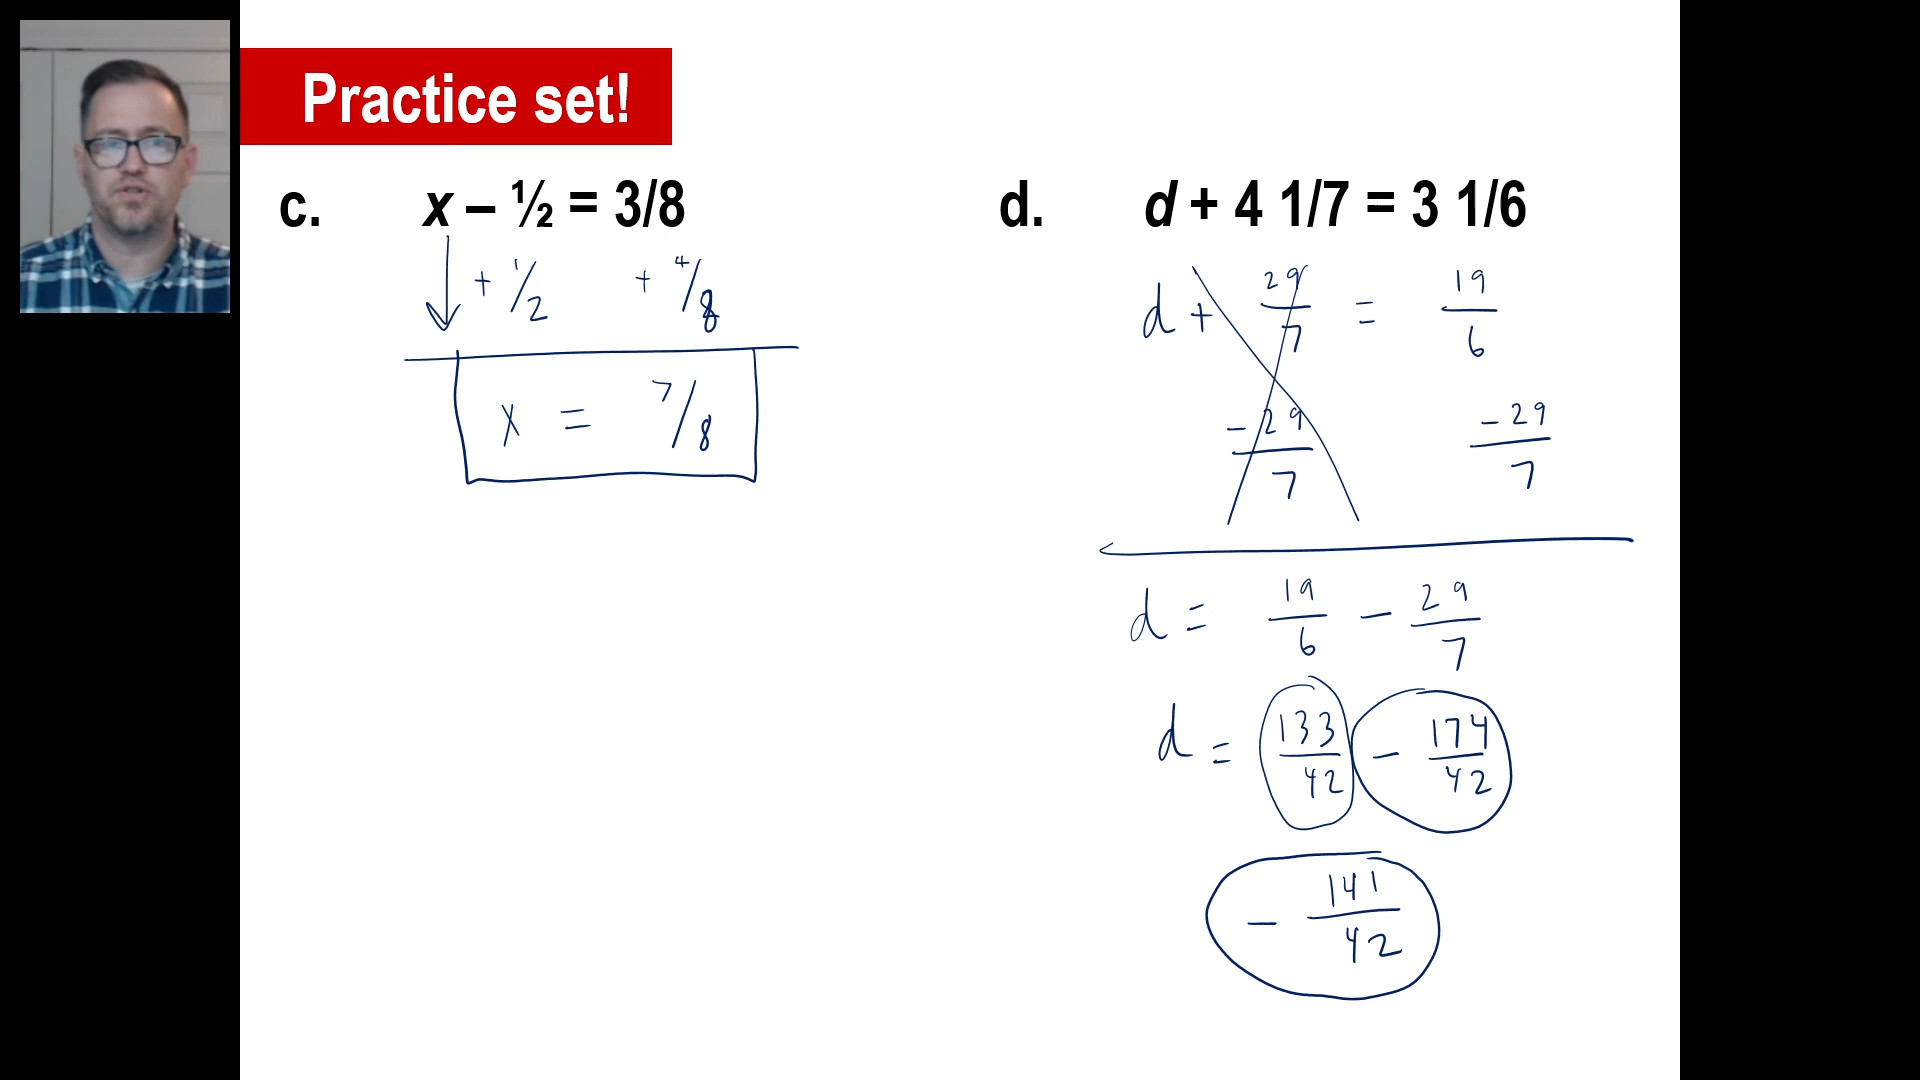 Practice set!
c. x – ½ = 3/8
+ 1/2 + 4/8
x = 7/8
d. d + 4 1/7 = 3 1/6
d + 29/7 = 19/6
- 29/7 - 29/7
d = 19/6 - 29/7
d = 133/42 - 174/42
- 141/42